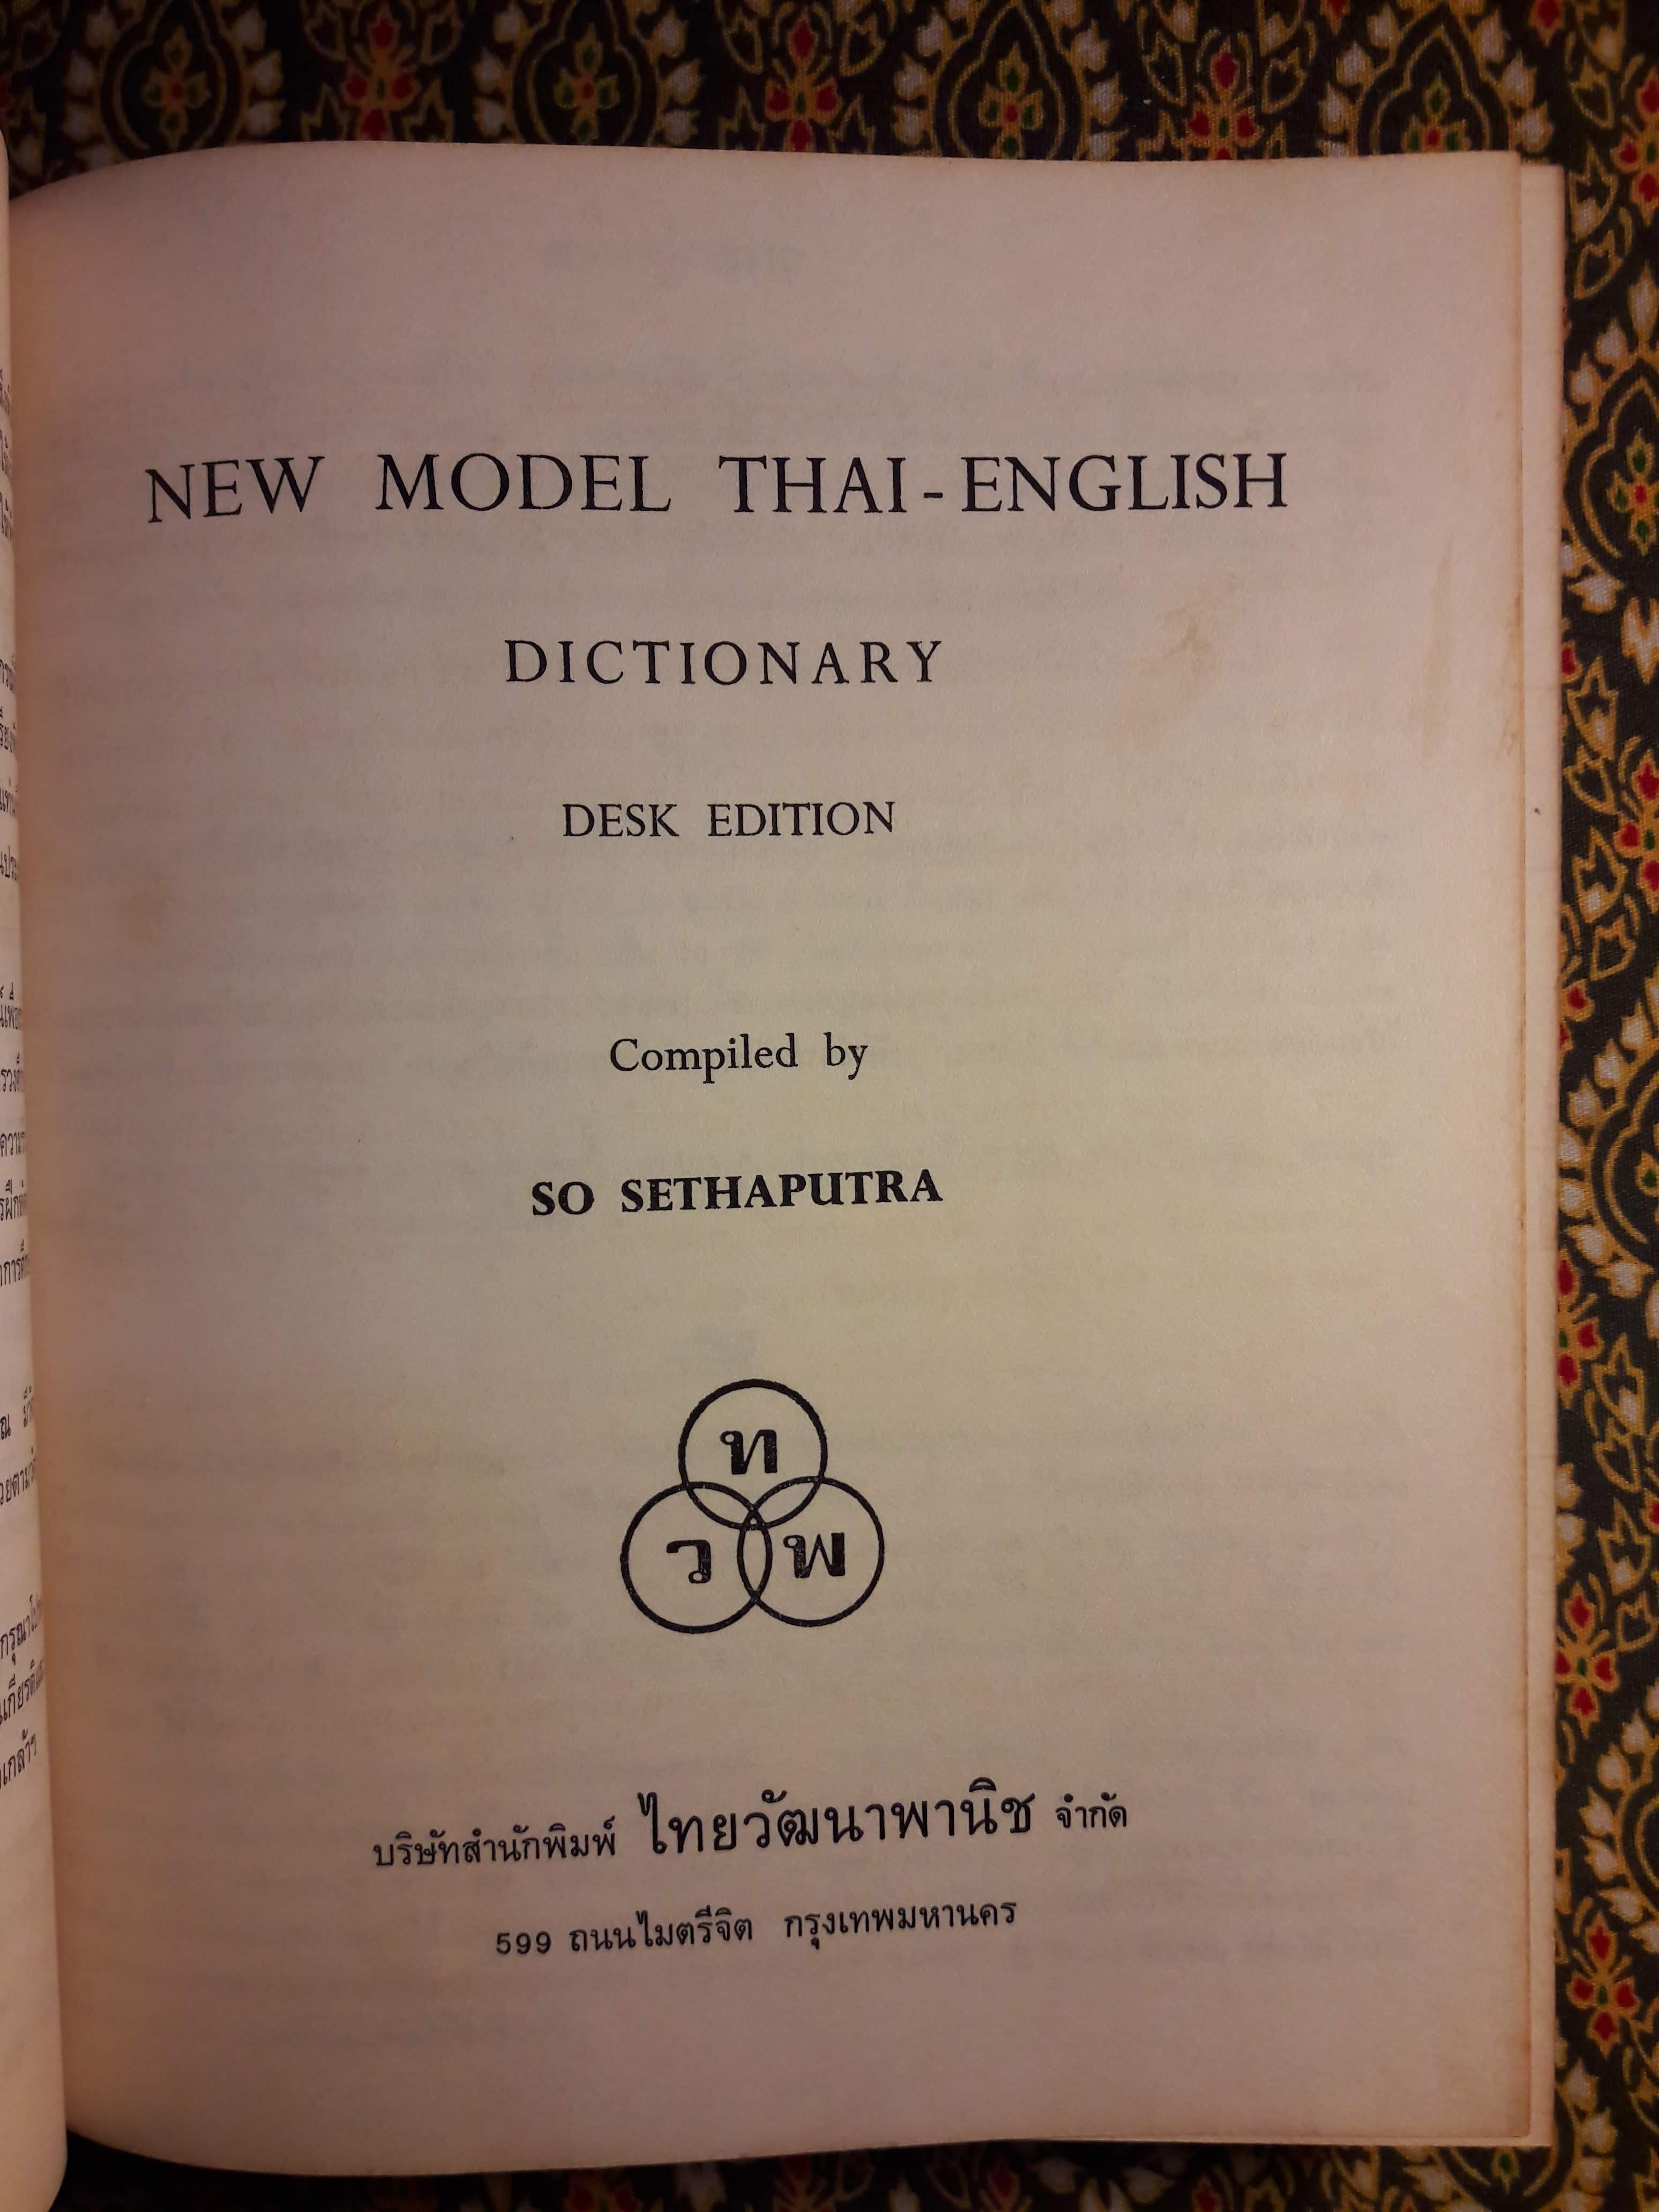 NEW MODEL THAI-ENGLISH
DICTIONARY
DESK EDITION
Compiled by
SO SETHAPUTRA
ท
ว พ
บริษัทสำนักพิมพ์ ไทยวัฒนาพานิช จำกัด
599 ถนนไมตรีจิต กรุงเทพมหานคร